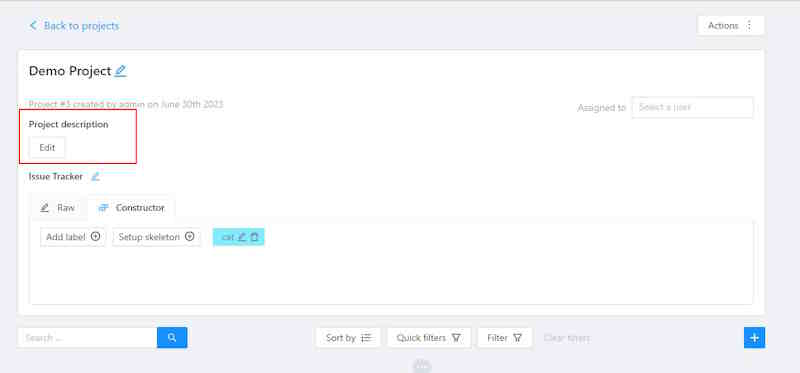 Back to projects
Actions
Demo Project
Project #3 created by admin on June 30th 2023
Assigned to
Select a user
Project description
Edit
Issue Tracker
Raw
Constructor
Add label
Setup skeleton
cat
Search ...
Sort by
Quick filters
Filter
Clear filters